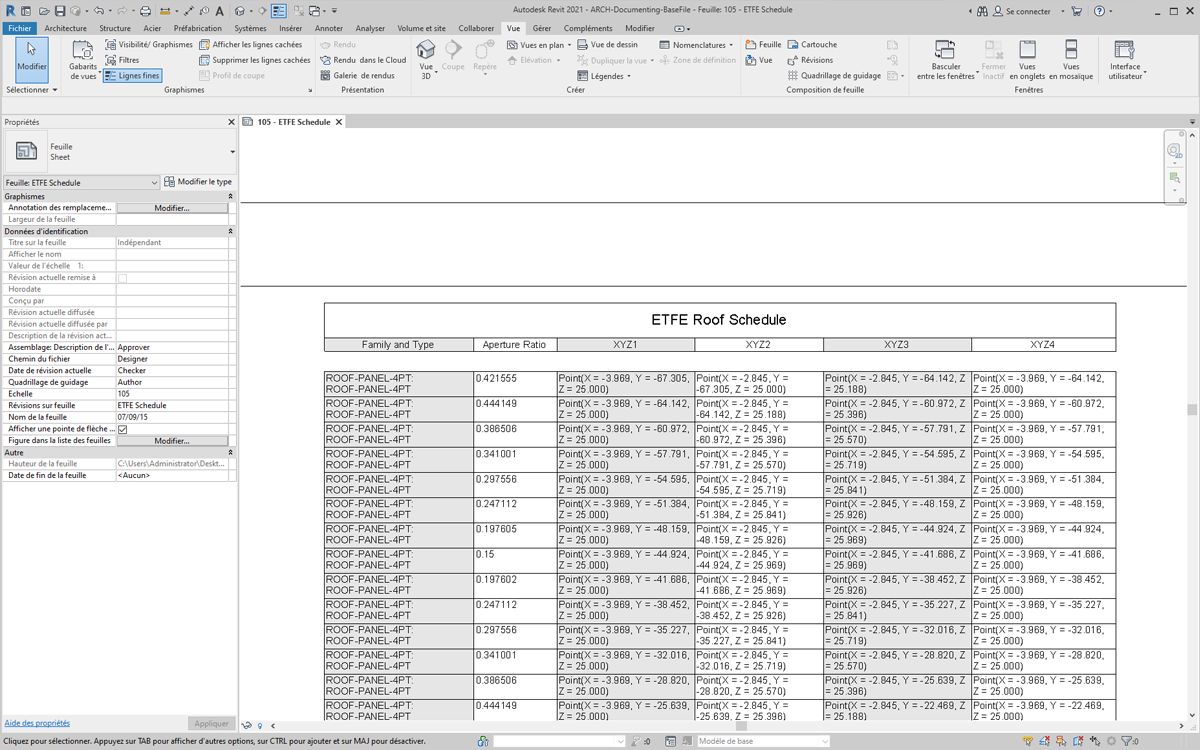 Autodesk Revit 2021 - ARCH-Documenting-BaseFile - Feuille: 105 - ETFE Schedule
Se connecter
Fichier Architecture Structure Acier Préfabrication Systèmes Insérer Annoter Analyser Volume et site Collaborer Vue Gérer Compléments Modifier
Modifier
Gabarits de vues
Visibilité/ Graphismes
Filtres
Lignes fines
Afficher les lignes cachées
Supprimer les lignes cachées
Profil de coupe
Rendu
Rendu dans le Cloud
Galerie de rendus
Vue 3D
Coupe
Repère
Vues en plan
Élévation
Vue de dessin
Dupliquer la vue
Légendes
Nomenclatures
Zone de définition
Feuille
Vue
Cartouche
Révisions
Quadrillage de guidage
Basculer entre les fenêtres
Fermer Inactif
Vues en onglets
Vues en mosaïque
Interface utilisateur
Sélectionner Graphismes Présentation Créer Composition de feuille Fenêtres
Propriétés
105 - ETFE Schedule
Feuille
Sheet
Feuille: ETFE Schedule
Modifier le type
Graphismes
Annotation des remplaceme... Modifier...
Largeur de la feuille
Données d'identification
Titre sur la feuille Indépendant
Afficher le nom
Valeur de l'échelle 1:
Révision actuelle remise à
Horodate
Conçu par
Révision actuelle diffusée
Révision actuelle diffusée par
Description de la révision act...
Assemblage: Description de l'... Approver
Chemin du fichier Designer
Date de révision actuelle Checker
Quadrillage de guidage Author
Echelle 105
Révisions sur feuille ETFE Schedule
Nom de la feuille 07/09/15
Afficher une pointe de flèche ...
Figure dans la liste des feuilles Modifier...
Autre
Hauteur de la feuille C:\Users\Administrator\Deskt...
Date de fin de la feuille <Aucun>
Aide des propriétés
Appliquer
2D
ETFE Roof Schedule
Family and Type Aperture Ratio XYZ1 XYZ2 XYZ3 XYZ4
ROOF-PANEL-4PT: 0.421555 Point(X = -3.969, Y = -67.305, Point(X = -2.845, Y = Point(X = -2.845, Y = -64.142, Z Point(X = -3.969, Y = -64.142,
ROOF-PANEL-4PT Z = 25.000) -67.305, Z = 25.000) = 25.188) Z = 25.000)
ROOF-PANEL-4PT: 0.444149 Point(X = -3.969, Y = -64.142, Point(X = -2.845, Y = Point(X = -2.845, Y = -60.972, Z Point(X = -3.969, Y = -60.972,
ROOF-PANEL-4PT Z = 25.000) -64.142, Z = 25.188) = 25.396) Z = 25.000)
ROOF-PANEL-4PT: 0.386506 Point(X = -3.969, Y = -60.972, Point(X = -2.845, Y = Point(X = -2.845, Y = -57.791, Z Point(X = -3.969, Y = -57.791,
ROOF-PANEL-4PT Z = 25.000) -60.972, Z = 25.396) = 25.570) Z = 25.000)
ROOF-PANEL-4PT: 0.341001 Point(X = -3.969, Y = -57.791, Point(X = -2.845, Y = Point(X = -2.845, Y = -54.595, Z Point(X = -3.969, Y = -54.595,
ROOF-PANEL-4PT Z = 25.000) -57.791, Z = 25.570) = 25.719) Z = 25.000)
ROOF-PANEL-4PT: 0.297556 Point(X = -3.969, Y = -54.595, Point(X = -2.845, Y = Point(X = -2.845, Y = -51.384, Z Point(X = -3.969, Y = -51.384,
ROOF-PANEL-4PT Z = 25.000) -54.595, Z = 25.719) = 25.841) Z = 25.000)
ROOF-PANEL-4PT: 0.247112 Point(X = -3.969, Y = -51.384, Point(X = -2.845, Y = Point(X = -2.845, Y = -48.159, Z Point(X = -3.969, Y = -48.159,
ROOF-PANEL-4PT Z = 25.000) -51.384, Z = 25.841) = 25.926) Z = 25.000)
ROOF-PANEL-4PT: 0.197605 Point(X = -3.969, Y = -48.159, Point(X = -2.845, Y = Point(X = -2.845, Y = -44.924, Z Point(X = -3.969, Y = -44.924,
ROOF-PANEL-4PT Z = 25.000) -48.159, Z = 25.926) = 25.969) Z = 25.000)
ROOF-PANEL-4PT: 0.15 Point(X = -3.969, Y = -44.924, Point(X = -2.845, Y = Point(X = -2.845, Y = -41.686, Z Point(X = -3.969, Y = -41.686,
ROOF-PANEL-4PT Z = 25.000) -44.924, Z = 25.969) = 25.969) Z = 25.000)
ROOF-PANEL-4PT: 0.197602 Point(X = -3.969, Y = -41.686, Point(X = -2.845, Y = Point(X = -2.845, Y = -38.452, Z Point(X = -3.969, Y = -38.452,
ROOF-PANEL-4PT Z = 25.000) -41.686, Z = 25.969) = 25.926) Z = 25.000)
ROOF-PANEL-4PT: 0.247112 Point(X = -3.969, Y = -38.452, Point(X = -2.845, Y = Point(X = -2.845, Y = -35.227, Z Point(X = -3.969, Y = -35.227,
ROOF-PANEL-4PT Z = 25.000) -38.452, Z = 25.926) = 25.841) Z = 25.000)
ROOF-PANEL-4PT: 0.297556 Point(X = -3.969, Y = -35.227, Point(X = -2.845, Y = Point(X = -2.845, Y = -32.016, Z Point(X = -3.969, Y = -32.016,
ROOF-PANEL-4PT Z = 25.000) -35.227, Z = 25.841) = 25.719) Z = 25.000)
ROOF-PANEL-4PT: 0.341001 Point(X = -3.969, Y = -32.016, Point(X = -2.845, Y = Point(X = -2.845, Y = -28.820, Z Point(X = -3.969, Y = -28.820,
ROOF-PANEL-4PT Z = 25.000) -32.016, Z = 25.719) = 25.570) Z = 25.000)
ROOF-PANEL-4PT: 0.386506 Point(X = -3.969, Y = -28.820, Point(X = -2.845, Y = Point(X = -2.845, Y = -25.639, Z Point(X = -3.969, Y = -25.639,
ROOF-PANEL-4PT Z = 25.000) -28.820, Z = 25.570) = 25.396) Z = 25.000)
ROOF-PANEL-4PT: 0.444149 Point(X = -3.969, Y = -25.639, Point(X = -2.845, Y = Point(X = -2.845, Y = -22.469, Z Point(X = -3.969, Y = -22.469,
ROOF-PANEL-4PT Z = 25.000) -25.639, Z = 25.396) = 25.188) Z = 25.000)
Cliquez pour sélectionner. Appuyez sur TAB pour afficher d'autres options, sur CTRL pour ajouter et sur MAJ pour désactiver.
:0 Modèle de base :0